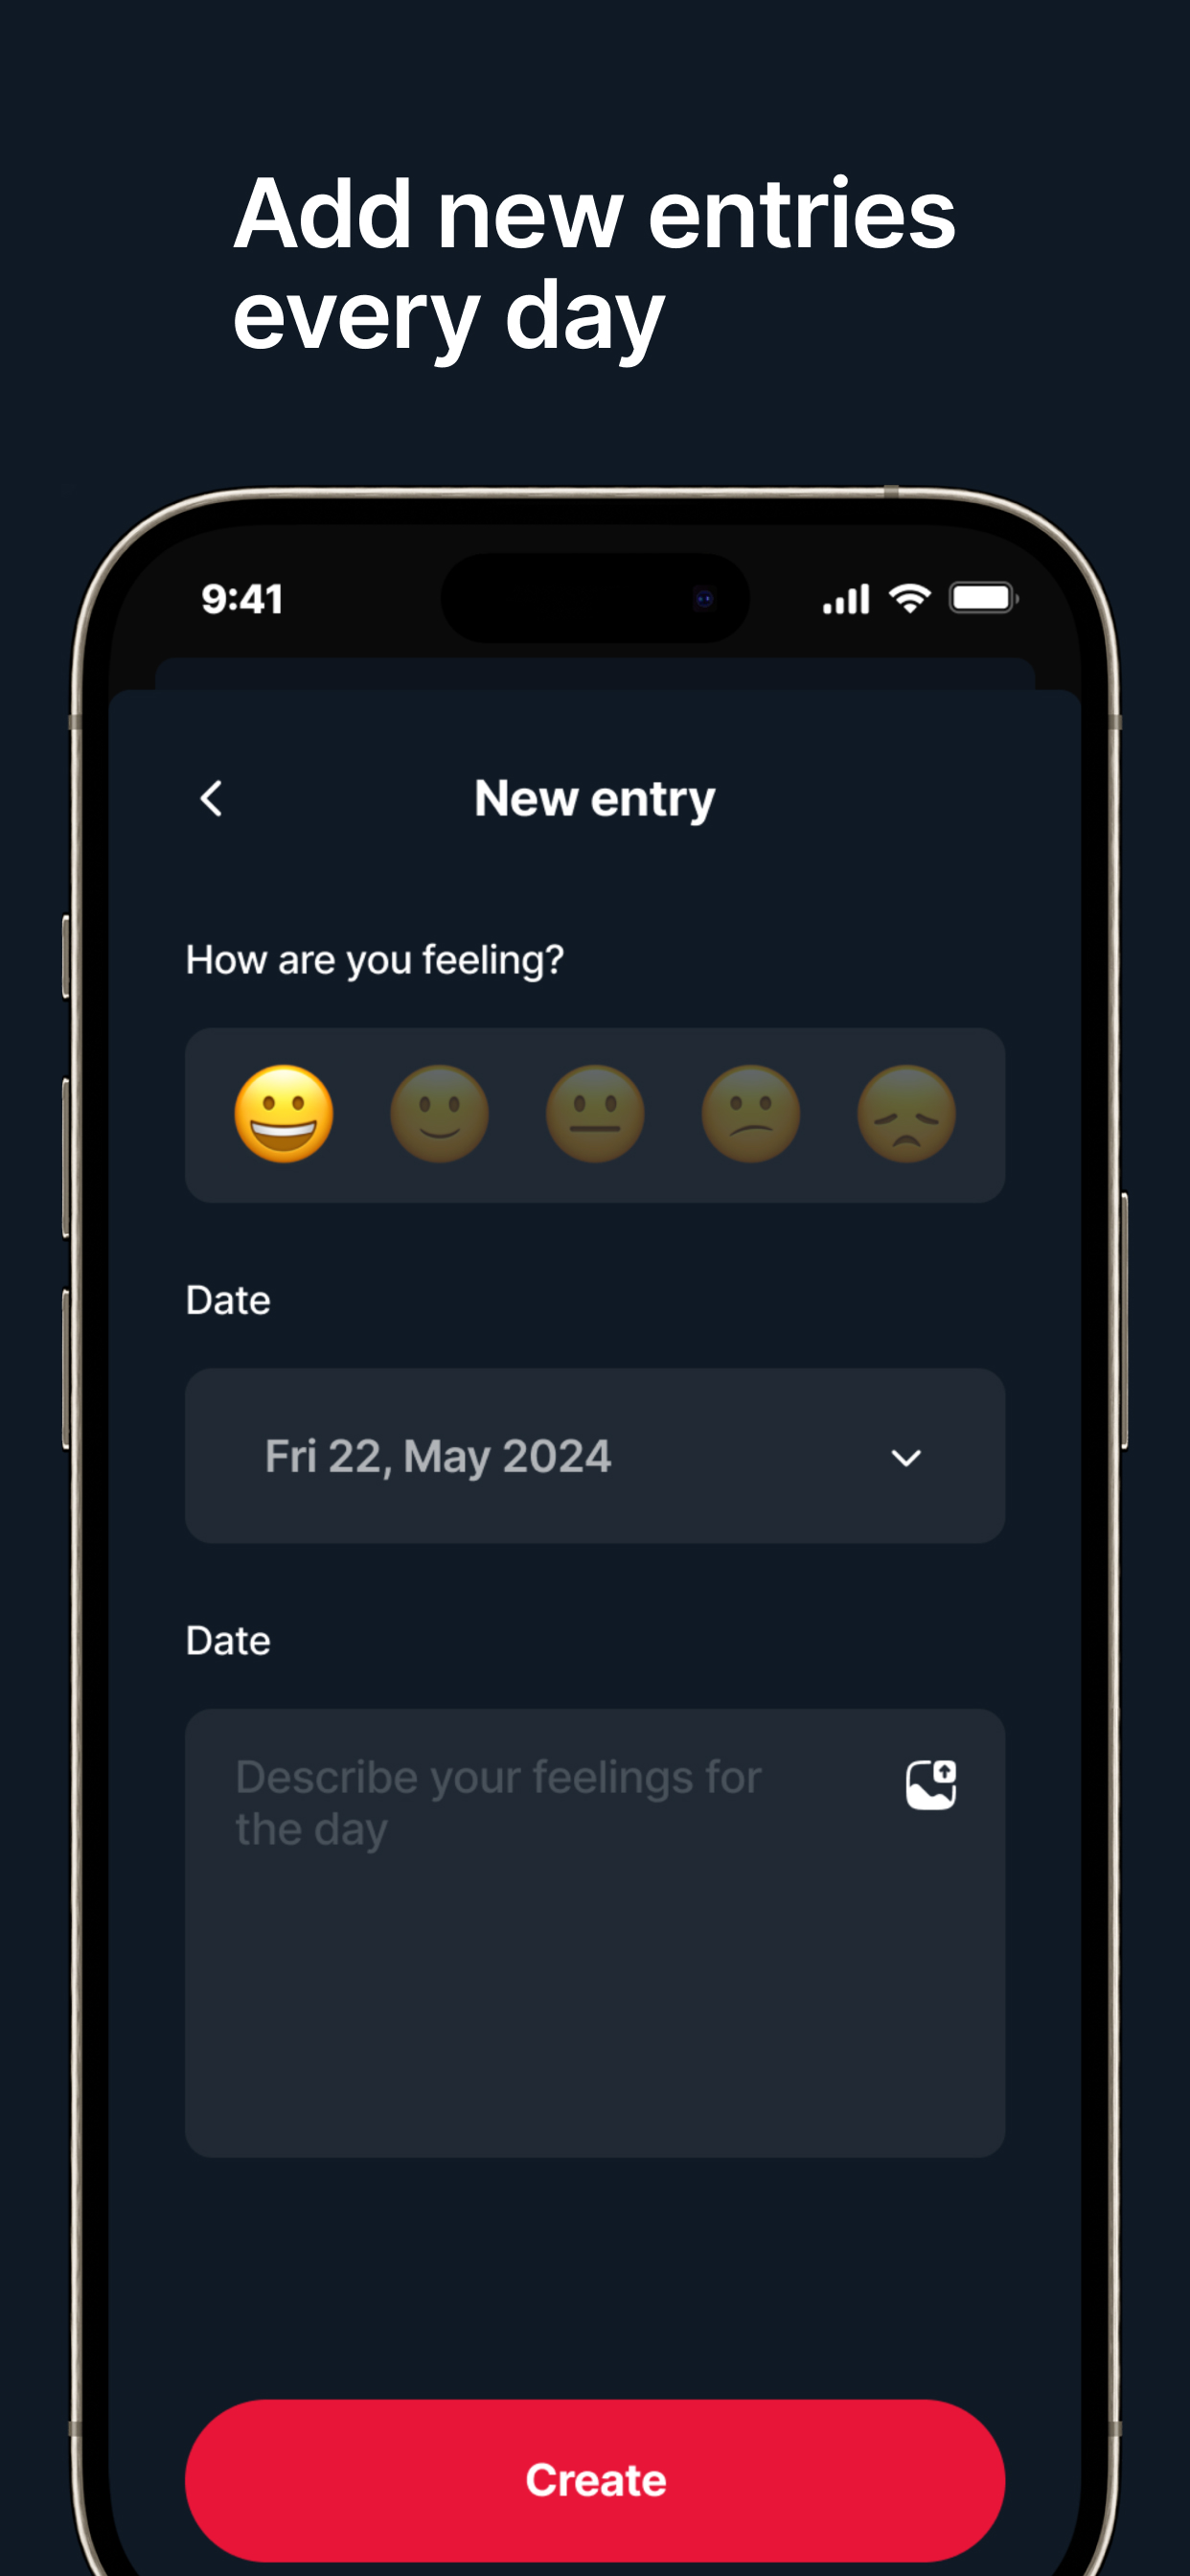 Add new entries
every day
9:41
New entry
How are you feeling?
Date
Fri 22, May 2024
Date
Describe your feelings for
the day
Create